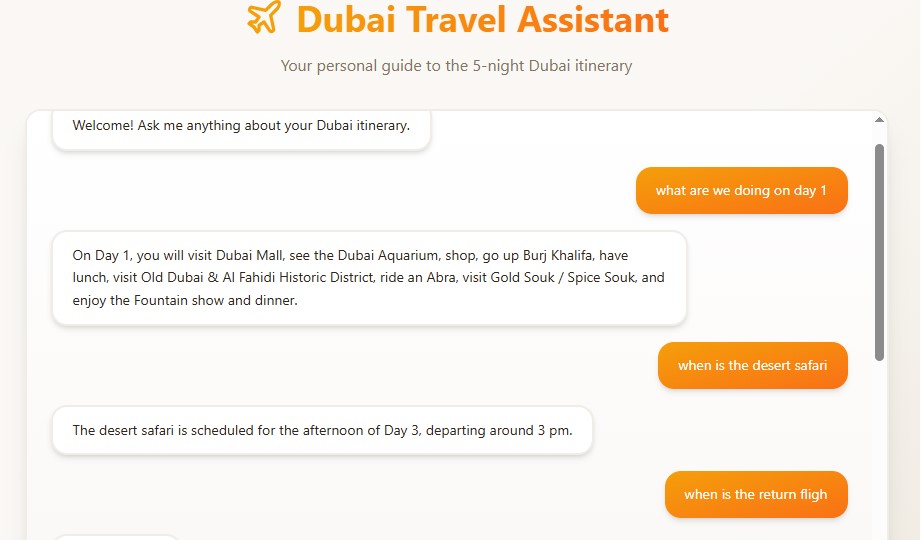 Dubai Travel Assistant
Your personal guide to the 5-night Dubai itinerary
Welcome! Ask me anything about your Dubai itinerary.
what are we doing on day 1
On Day 1, you will visit Dubai Mall, see the Dubai Aquarium, shop, go up Burj Khalifa, have
lunch, visit Old Dubai & Al Fahidi Historic District, ride an Abra, visit Gold Souk / Spice Souk, and
enjoy the Fountain show and dinner.
when is the desert safari
The desert safari is scheduled for the afternoon of Day 3, departing around 3 pm.
when is the return fligh